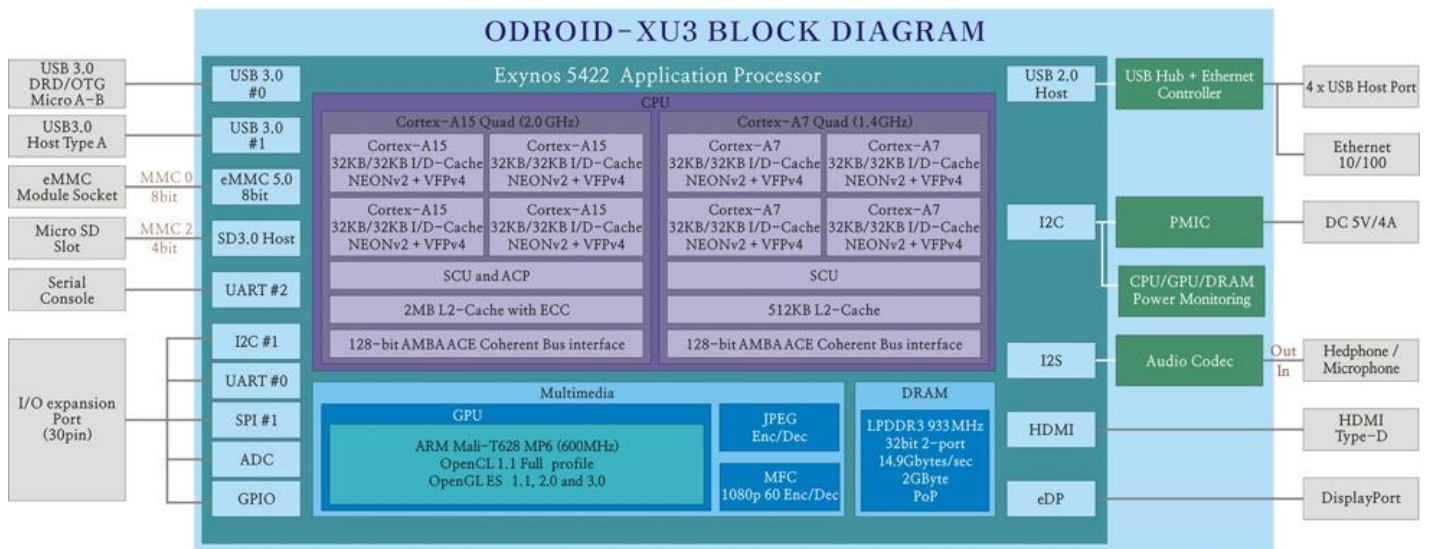 ODROID-XU3 BLOCK DIAGRAM
USB 3.0
DRD/OTG
Micro A-B
USB3.0
Host Type A
eMMC
Module Socket
Micro SD
Slot
Serial
Console
I/O expansion
Port
(30pin)
MMC 0
8bit
MMC 2
4bit
USB 3.0
#0
USB 3.0
#1
eMMC 5.0
8bit
SD3.0 Host
UART #2
I2C #1
UART #0
SPI #1
ADC
GPIO
Exynos 5422 Application Processor
CPU
Cortex-A15 Quad (2.0GHz)
Cortex-A15
32KB/32KB I/D-Cache
NEONv2 + VFPv4
Cortex-A15
32KB/32KB I/D-Cache
NEONv2 + VFPv4
Cortex-A15
32KB/32KB I/D-Cache
NEONv2 + VFPv4
Cortex-A15
32KB/32KB I/D-Cache
NEONv2 + VFPv4
SCU and ACP
2MB L2-Cache with ECC
128-bit AMBA ACE Coherent Bus interface
Cortex-A7 Quad (1.4GHz)
Cortex-A7
32KB/32KB I/D-Cache
NEONv2 + VFPv4
Cortex-A7
32KB/32KB I/D-Cache
NEONv2 + VFPv4
Cortex-A7
32KB/32KB I/D-Cache
NEONv2 + VFPv4
Cortex-A7
32KB/32KB I/D-Cache
NEONv2 + VFPv4
SCU
512KB L2-Cache
128-bit AMBA ACE Coherent Bus interface
Multimedia
GPU
ARM Mali-T628 MP6 (600MHz)
OpenCL 1.1 Full profile
OpenGL ES 1.1, 2.0 and 3.0
JPEG
Enc/Dec
MFC
1080p 60 Enc/Dec
DRAM
LPDDR3 933MHz
32bit 2-port
14.9Gbytes/sec
2GByte
PoP
USB 2.0
Host
I2C
I2S
HDMI
eDP
USB Hub + Ethernet
Controller
PMIC
CPU/GPU/DRAM
Power Monitoring
Audio Codec
Out
In
4 x USB Host Port
Ethernet
10/100
DC 5V/4A
Hedphone /
Microphone
HDMI
Type-D
DisplayPort